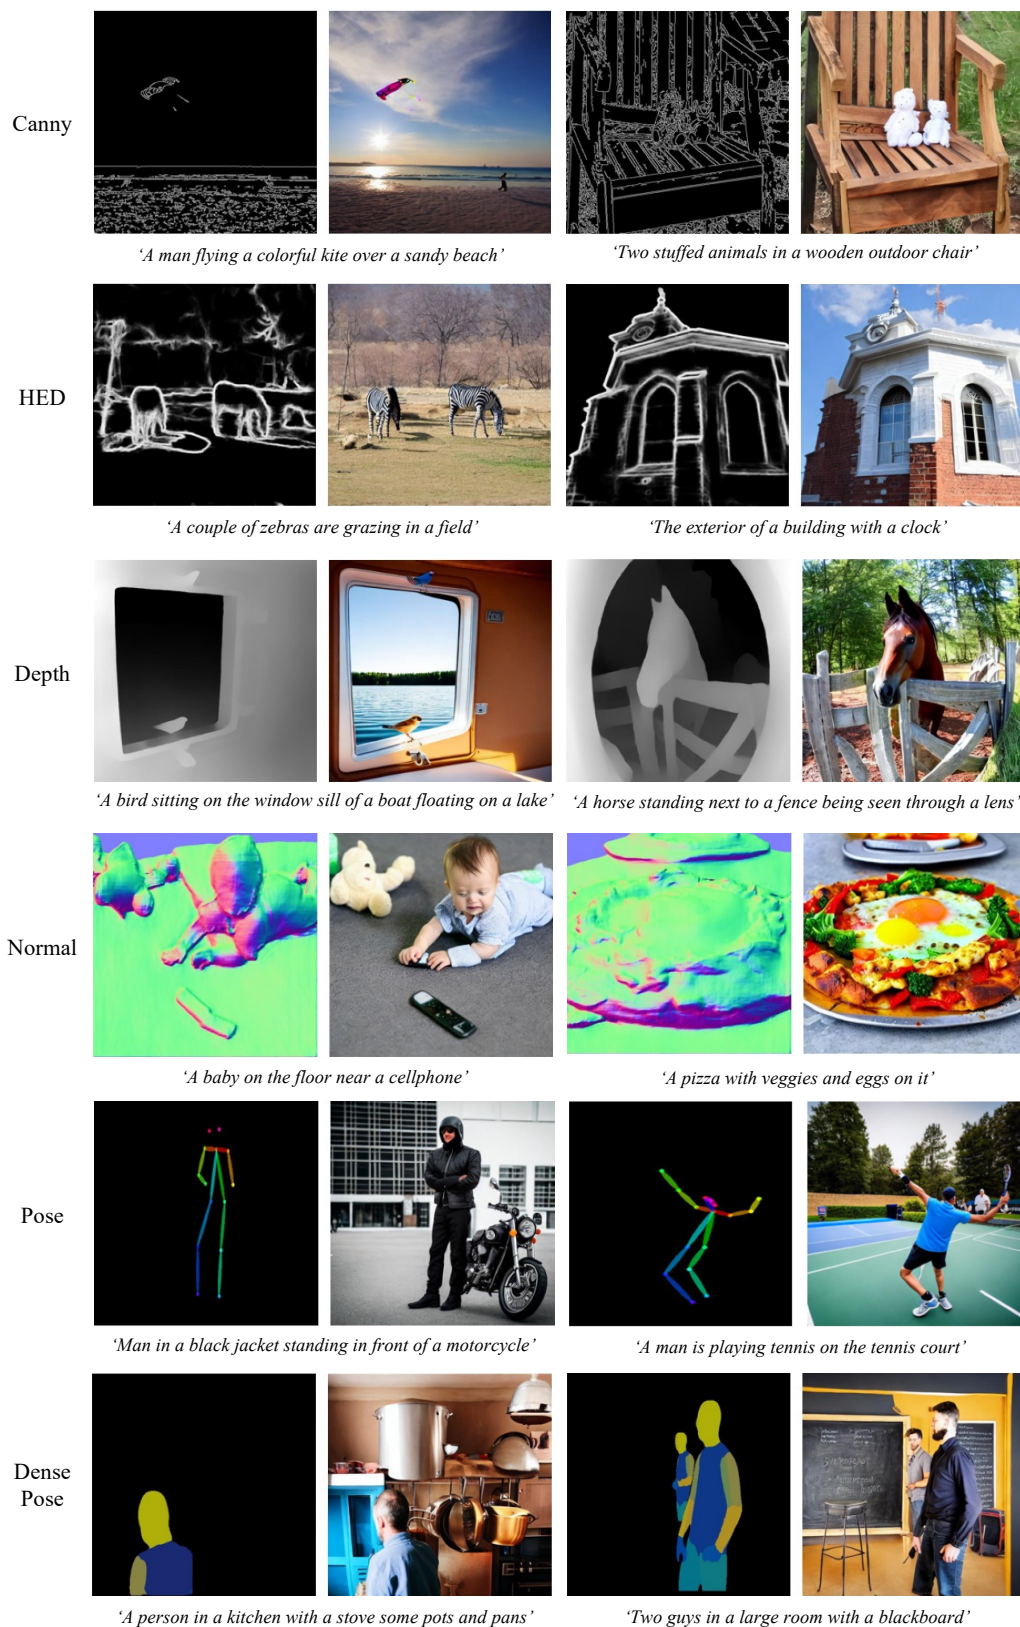 Canny
‘A man flying a colorful kite over a sandy beach’
‘Two stuffed animals in a wooden outdoor chair’
HED
‘A couple of zebras are grazing in a field’
‘The exterior of a building with a clock’
Depth
‘A bird sitting on the window sill of a boat floating on a lake’
‘A horse standing next to a fence being seen through a lens’
Normal
‘A baby on the floor near a cellphone’
‘A pizza with veggies and eggs on it’
Pose
‘Man in a black jacket standing in front of a motorcycle’
‘A man is playing tennis on the tennis court’
Dense
Pose
‘A person in a kitchen with a stove some pots and pans’
‘Two guys in a large room with a blackboard’